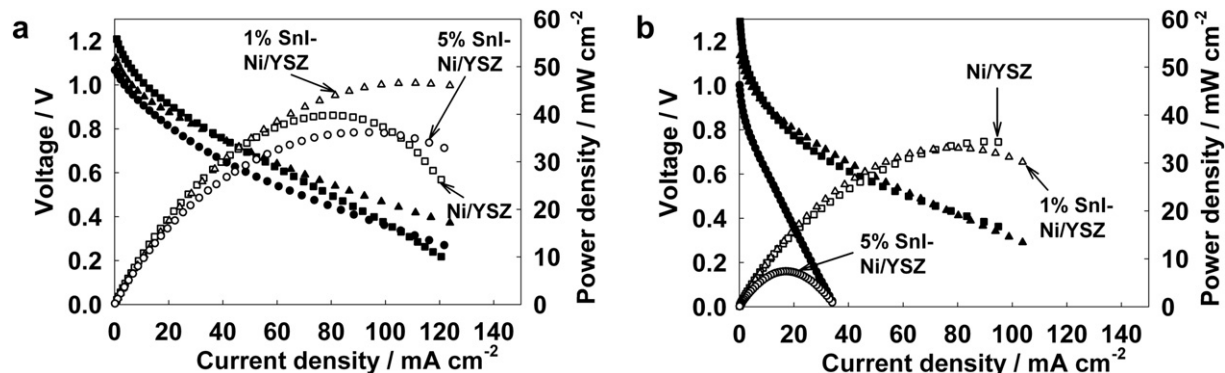 a
1.2
1.0
0.8
0.6
0.4
0.2
0.0
Voltage / V
0 20 40 60 80 100 120 140
Current density / mA cm-2
60
50
40
30
20
10
0
Power density / mW cm-2
1% SnI-
Ni/YSZ
5% SnI-
Ni/YSZ
Ni/YSZ
b
1.2
1.0
0.8
0.6
0.4
0.2
0.0
Voltage / V
0 20 40 60 80 100 120 140
Current density / mA cm-2
60
50
40
30
20
10
0
Power density / mW cm-2
Ni/YSZ
1% SnI-
Ni/YSZ
5% SnI-
Ni/YSZ